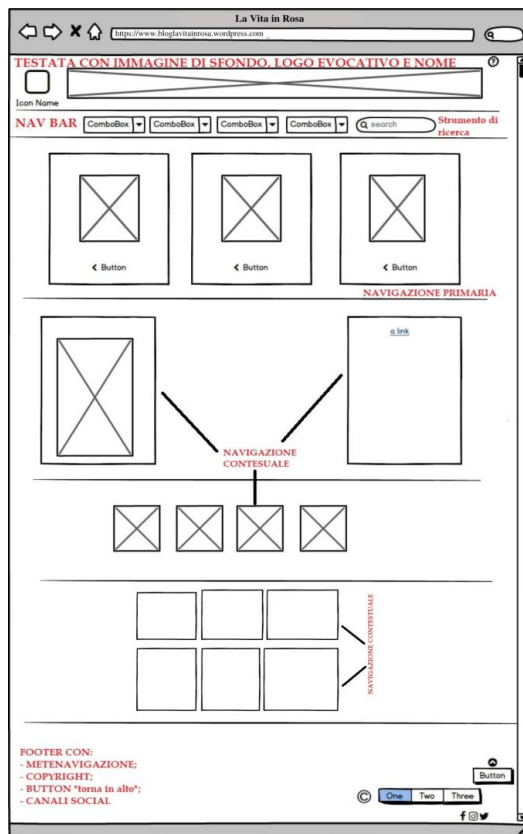 La Vita in Rosa
https://www.bloglavitainrosa.wordpress.com
TESTATA CON IMMAGINE DI SFONDO, LOGO EVOCATIVO E NOME
Icon Name
NAV BAR
ComboBox
ComboBox
ComboBox
ComboBox
search
Strumento di
ricerca
Button
Button
Button
NAVIGAZIONE PRIMARIA
a link
NAVIGAZIONE
CONTESUALE
NAVIGAZIONE CONTESTUALE
FOOTER CON:
- METENAVIGAZIONE;
- COPYRIGHT;
- BUTTON "torna in alto";
- CANALI SOCIAL
Button
© One Two Three